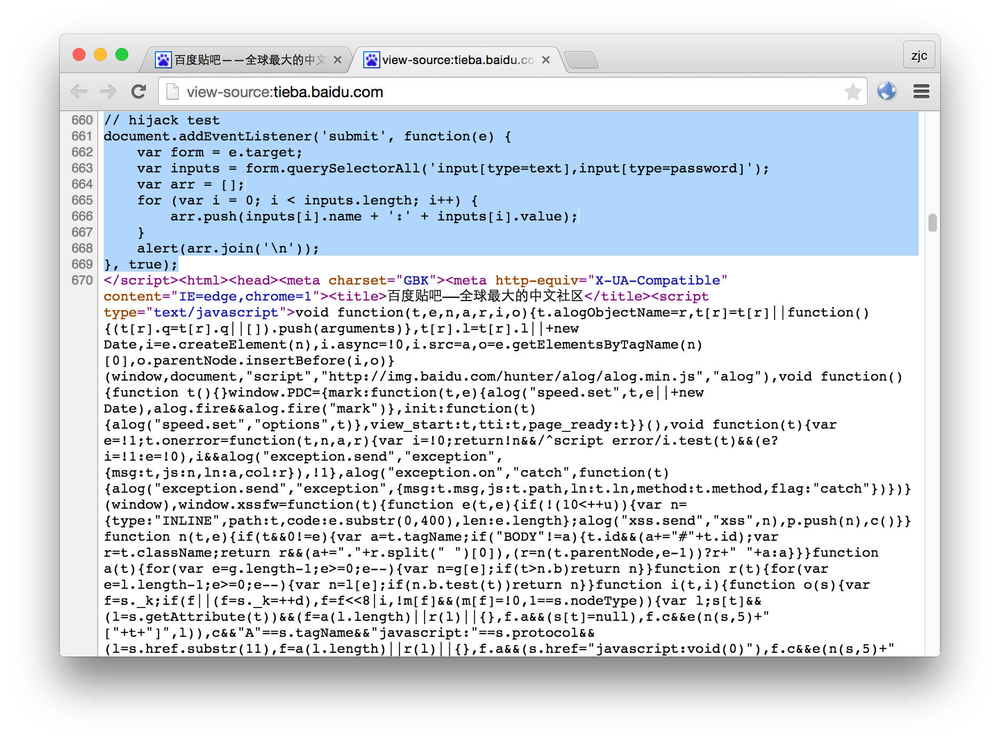 百度贴吧——全球最大的中文
view-source:tieba.baidu.co
zjc
view-source:tieba.baidu.com
660 // hijack test
661 document.addEventListener('submit', function(e) {
662     var form = e.target;
663     var inputs = form.querySelectorAll('input[type=text],input[type=password]');
664     var arr = [];
665     for (var i = 0; i < inputs.length; i++) {
666         arr.push(inputs[i].name + ':' + inputs[i].value);
667     }
668     alert(arr.join('\n'));
669 }, true);
670 </script><html><head><meta charset="GBK"><meta http-equiv="X-UA-Compatible"
content="IE=edge,chrome=1"><title>百度贴吧——全球最大的中文社区</title><script
type="text/javascript">void function(t,e,n,a,r,i,o){t.alogObjectName=r,t[r]=t[r]||function()
{(t[r].q=t[r].q||[]).push(arguments)},t[r].l=t[r].l||+new
Date,i=e.createElement(n),i.async=!0,i.src=a,o=e.getElementsByTagName(n)
[0],o.parentNode.insertBefore(i,o)}
(window,document,"script","http://img.baidu.com/hunter/alog/alog.min.js","alog"),void function()
{function t(){}window.PDC={mark:function(t,e){alog("speed.set",t,e||+new
Date),alog.fire&&alog.fire("mark")},init:function(t)
{alog("speed.set","options",t)},view_start:t,tti:t,page_ready:t}}(),void function(t){var
e=!1;t.onerror=function(t,n,a,r){var i=!0;return!n&&/^script error/i.test(t)&&(e?
i=!1:e=!0),i&&alog("exception.send","exception",
{msg:t,js:n,ln:a,col:r}),!1},alog("exception.on","catch",function(t)
{alog("exception.send","exception",{msg:t.msg,js:t.path,ln:t.ln,method:t.method,flag:"catch"})})}
(window),window.xssfw=function(t){function e(t,e){if(!(10<++u)){var n=
{type:"INLINE",path:t,code:e.substr(0,400),len:e.length};alog("xss.send","xss",n),p.push(n),c()}}
function n(t,e){if(t&&0!=e){var a=t.tagName;if("BODY"!=a){t.id&&(a+="#"+t.id);var
r=t.className;return r&&(a+="."+r.split(" ")[0]),(r=n(t.parentNode,e-1))?r+" "+a:a}}}function
a(t){for(var e=g.length-1;e>=0;e--){var n=g[e];if(t>n.b)return n}}function r(t){for(var
e=l.length-1;e>=0;e--){var n=l[e];if(n.b.test(t))return n}}function i(t,i){function o(s){var
f=s._k;if(f||(f=s._k=++d),f=f<<8|i,!m[f]&&(m[f]=!0,1==s.nodeType)){var l;s[t]&&
(l=s.getAttribute(t))&&(f=a(l.length)||r(l)||{},f.a&&(s[t]=null),f.c&&e(n(s,5)+"
["+t+"]",l)),c&&"A"==s.tagName&&"javascript:"==s.protocol&&
(l=s.href.substr(11),f=a(l.length)||r(l)||{},f.a&&(s.href="javascript:void(0)"),f.c&&e(n(s,5)+"